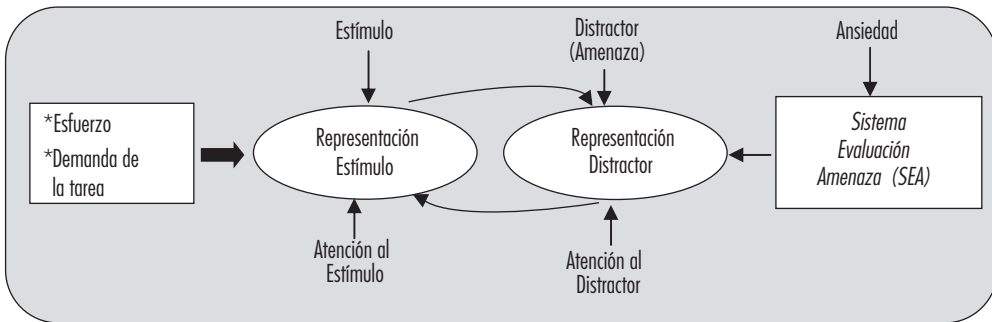 Estímulo
Distractor
(Amenaza)
Ansiedad
*Esfuerzo
*Demanda de
la tarea
Representación
Estímulo
Representación
Distractor
Sistema
Evaluación
Amenaza (SEA)
Atención al
Estímulo
Atención al
Distractor